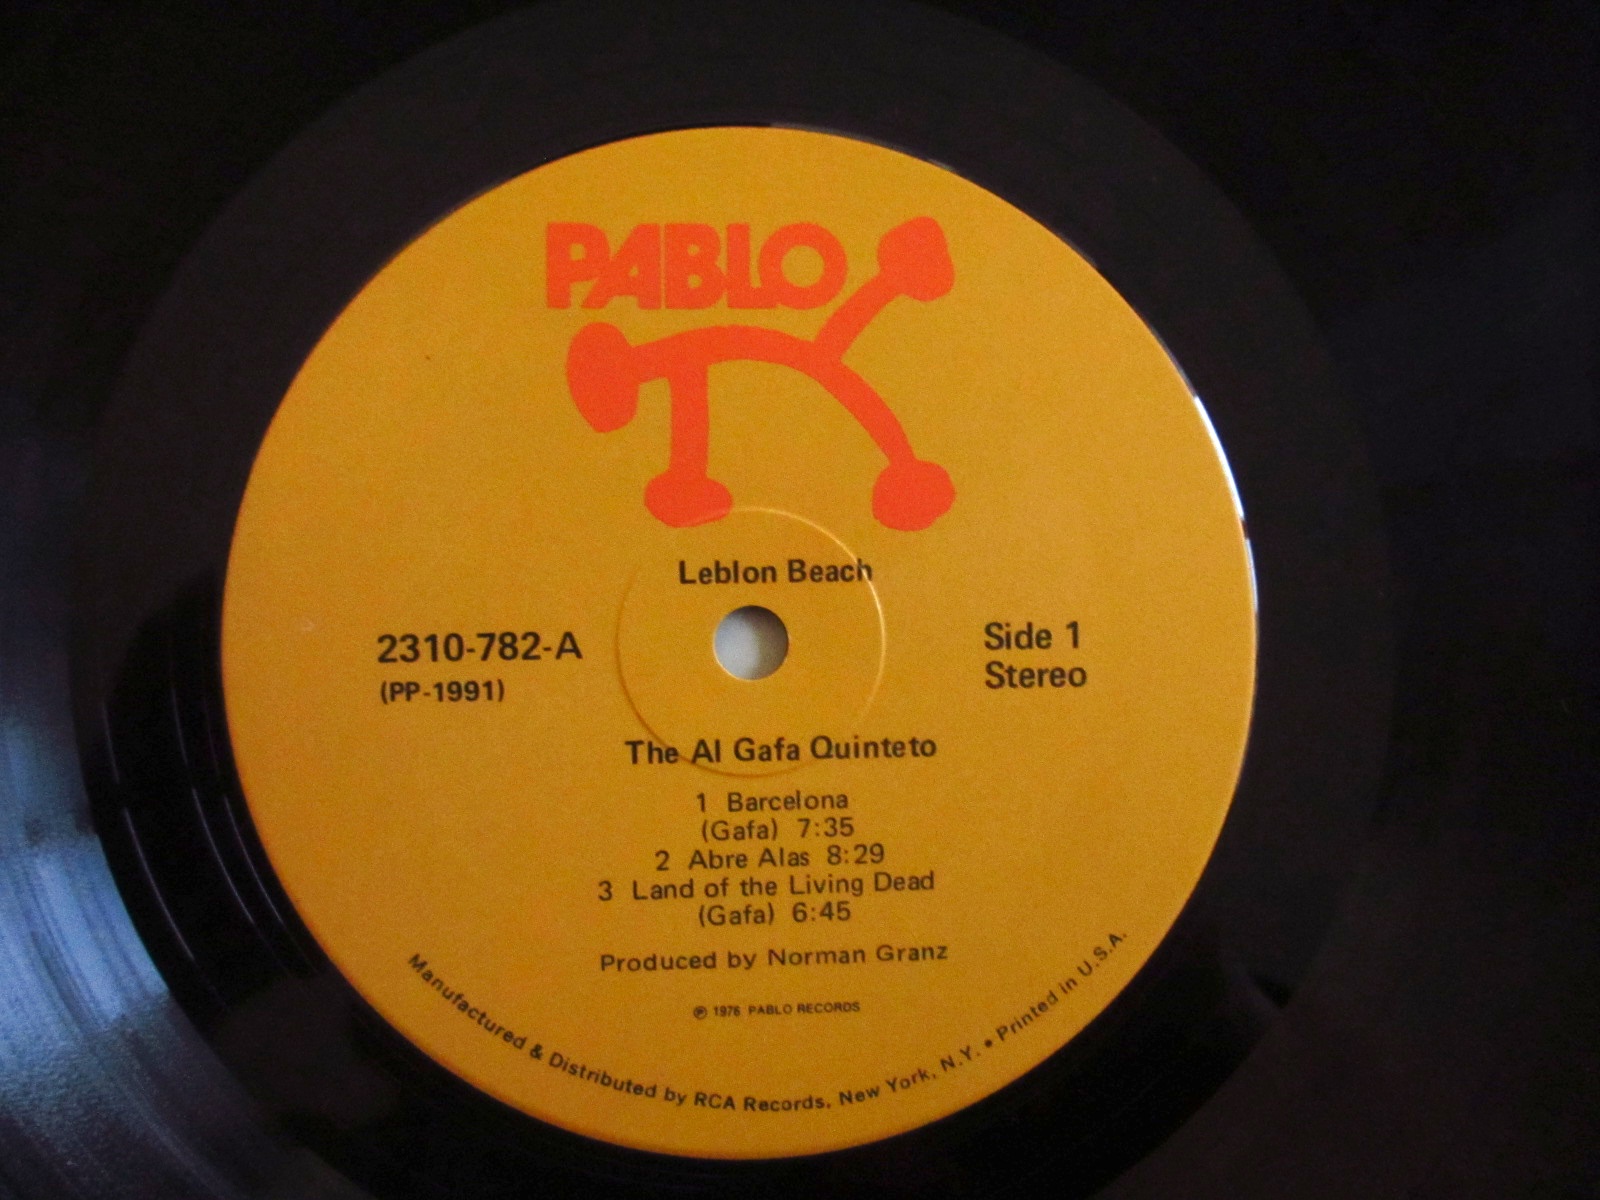 PABLO
Leblon Beach
2310-782-A
(PP-1991)
Side 1
Stereo
The Al Gafa Quinteto
1 Barcelona
(Gafa) 7:35
2 Abre Alas 8:29
3 Land of the Living Dead
(Gafa) 6:45
Produced by Norman Granz
℗ 1976 PABLO RECORDS
Manufactured & Distributed by RCA Records, New York, N.Y. • Printed in U.S.A.